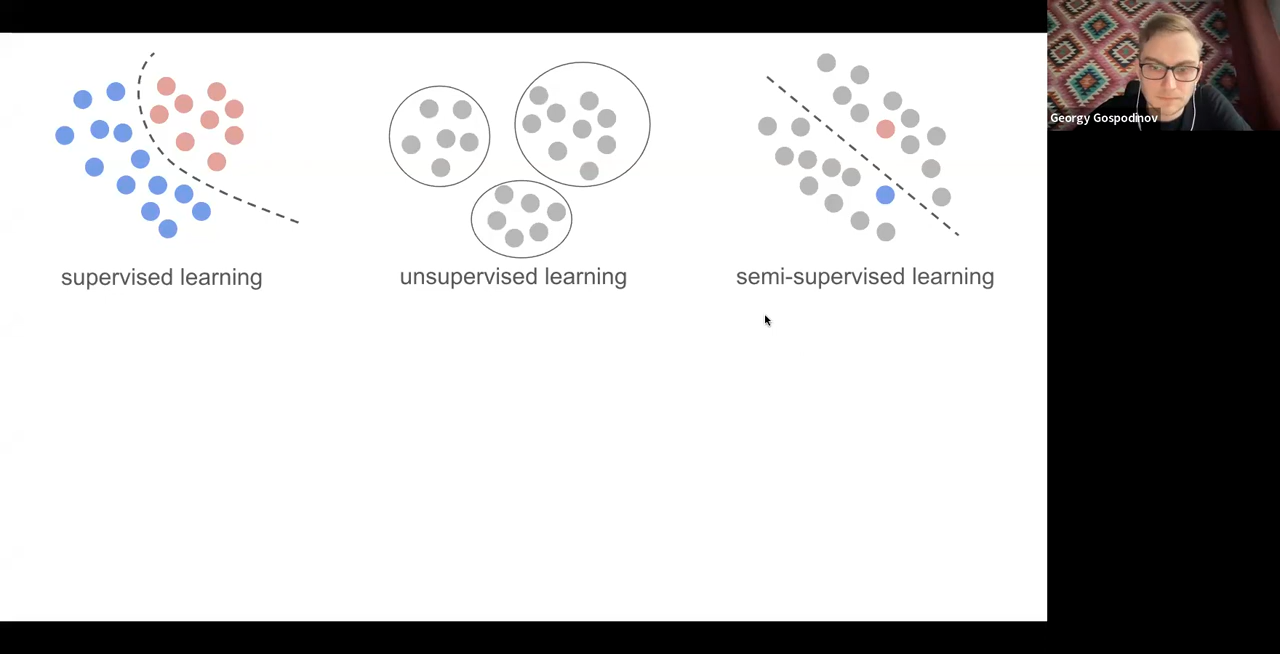 Georgy Gospodinov
supervised learning
unsupervised learning
semi-supervised learning